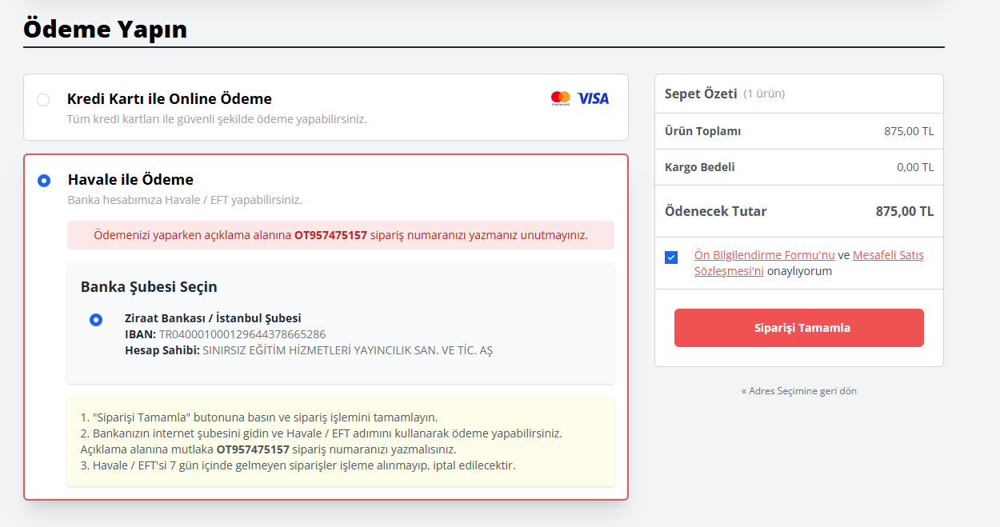 Ödeme Yapın
Kredi Kartı ile Online Ödeme
mastercard VISA
Tüm kredi kartları ile güvenli şekilde ödeme yapabilirsiniz.
Havale ile Ödeme
Banka hesabımıza Havale / EFT yapabilirsiniz.
Ödemenizi yaparken açıklama alanına OT957475157 sipariş numaranızı yazmanız unutmayınız.
Banka Şubesi Seçin
Ziraat Bankası / İstanbul Şubesi
IBAN: TR040001000129644378665286
Hesap Sahibi: SINIRSIZ EĞİTİM HİZMETLERİ YAYINCILIK SAN. VE TİC. AŞ
1. "Siparişi Tamamla" butonuna basın ve sipariş işlemini tamamlayın.
2. Bankanızın internet şubesini gidin ve Havale / EFT adımını kullanarak ödeme yapabilirsiniz.
Açıklama alanına mutlaka OT957475157 sipariş numaranızı yazmalısınız.
3. Havale / EFT'si 7 gün içinde gelmeyen siparişler işleme alınmayıp, iptal edilecektir.
Sepet Özeti (1 ürün)
Ürün Toplamı 875,00 TL
Kargo Bedeli 0,00 TL
Ödenecek Tutar 875,00 TL
Ön Bilgilendirme Formu'nu ve Mesafeli Satış
Sözleşmesi'ni onaylıyorum
Siparişi Tamamla
« Adres Seçimine geri dön